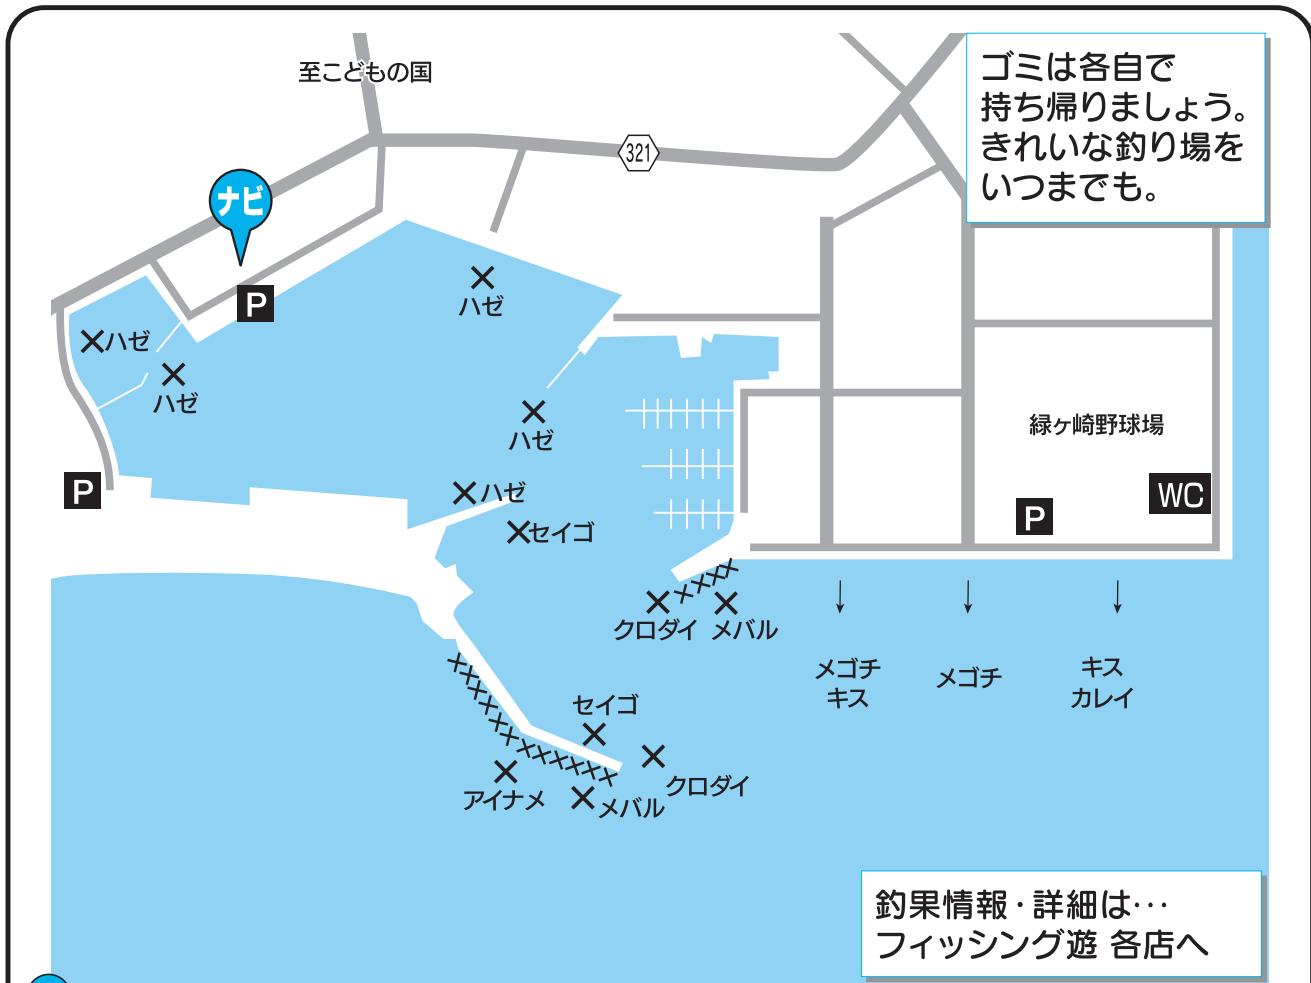 至こどもの国
ゴミは各自で
持ち帰りましょう。
きれいな釣り場を
いつまでも。
321
ナビ
P
ハゼ
ハゼ
ハゼ
ハゼ
緑ヶ崎野球場
P
ハゼ
WC
P
セイゴ
クロダイ
メバル
メゴチ
キス
メゴチ
キス
カレイ
セイゴ
クロダイ
アイナメ
メバル
釣果情報・詳細は…
フィッシング遊 各店へ